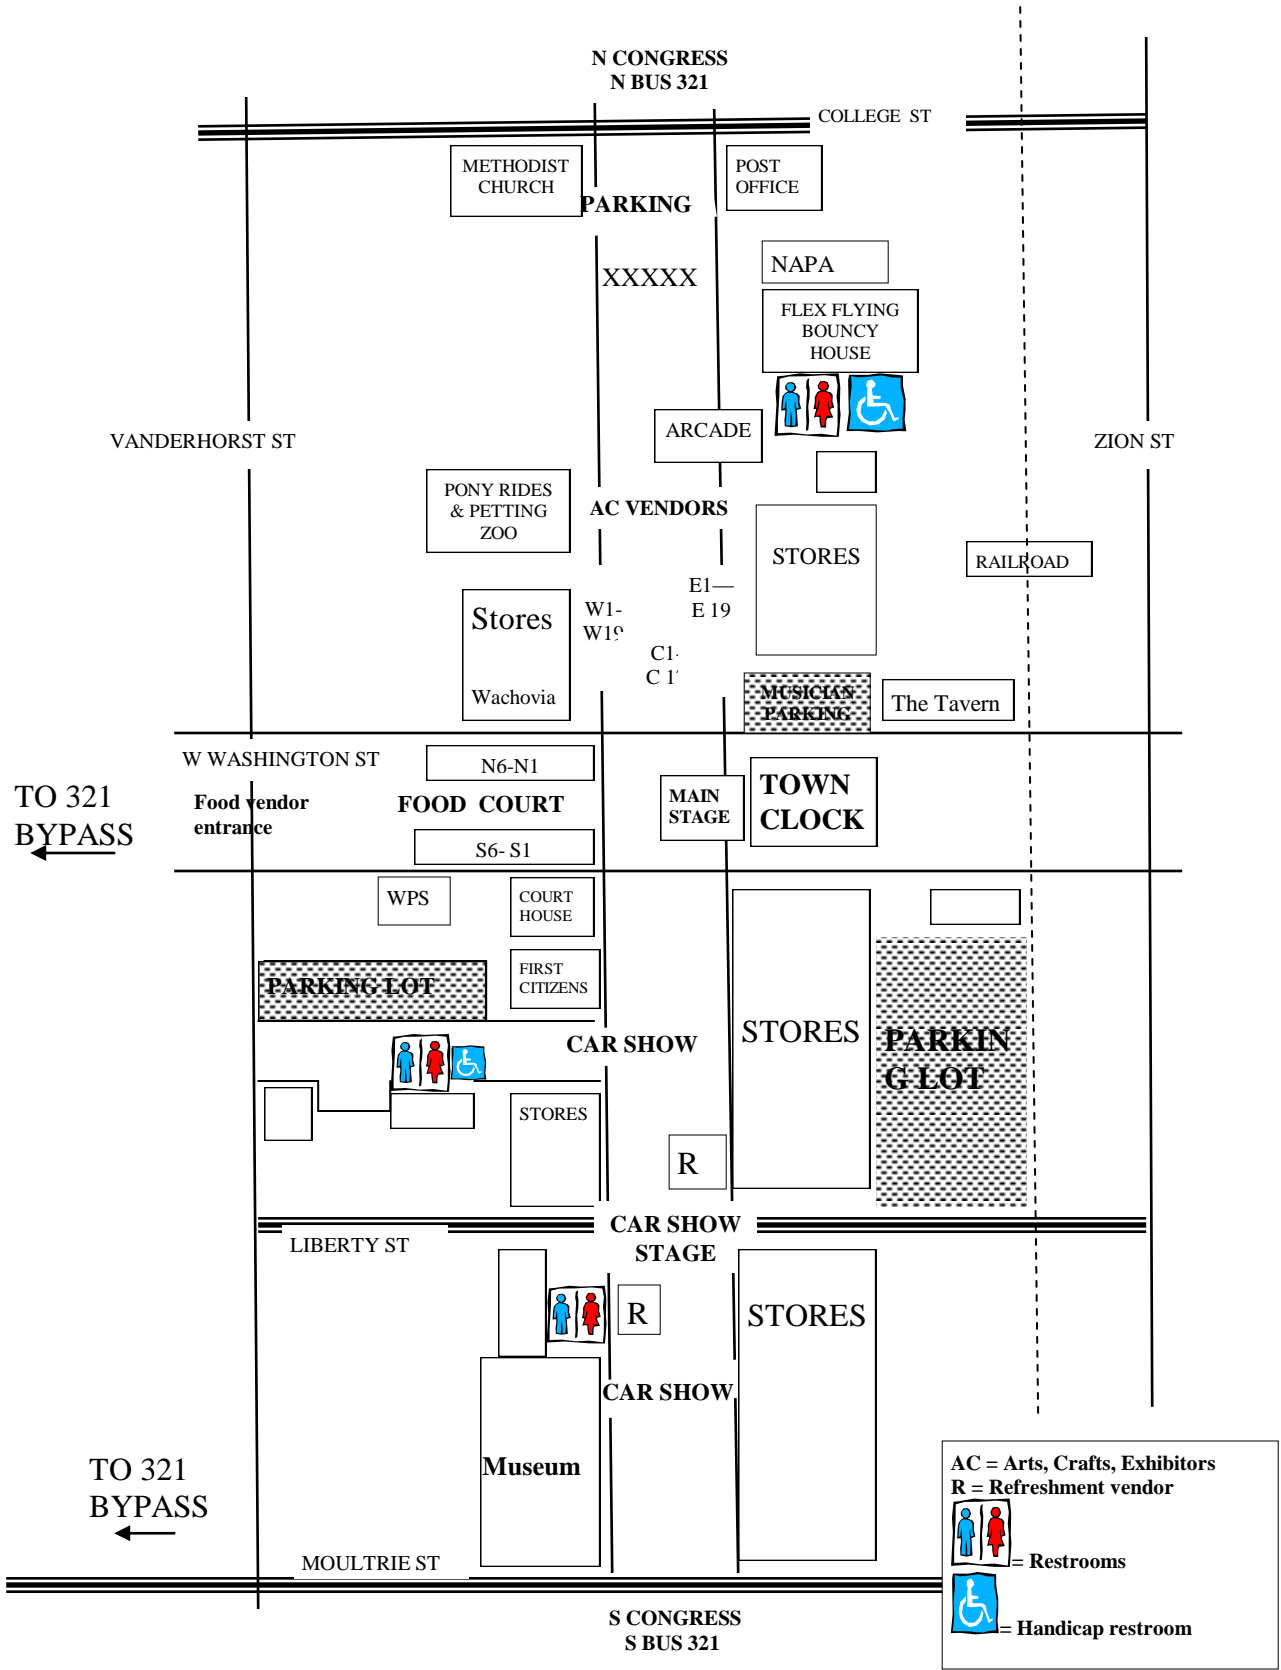 N CONGRESS
N BUS 321
COLLEGE ST
METHODIST
CHURCH
POST
OFFICE
PARKING
NAPA
XXXXX
FLEX FLYING
BOUNCY
HOUSE
ARCADE
VANDERHORST ST
ZION ST
PONY RIDES
& PETTING
ZOO
AC VENDORS
STORES
RAILROAD
E1—
E 19
Stores
W1-
C1-
Wachovia
MUSICIAN
PARKING
The Tavern
W WASHINGTON ST
N6-N1
TO 321
BYPASS
Food vendor
entrance
FOOD COURT
MAIN
STAGE
TOWN
CLOCK
S6- S1
WPS
COURT
HOUSE
FIRST
CITIZENS
PARKING LOT
CAR SHOW
STORES
PARKIN
G LOT
STORES
R
CAR SHOW
STAGE
LIBERTY ST
R
STORES
CAR SHOW
Museum
TO 321
BYPASS
MOULTRIE ST
S CONGRESS
S BUS 321
AC = Arts, Crafts, Exhibitors
R = Refreshment vendor
= Restrooms
= Handicap restroom